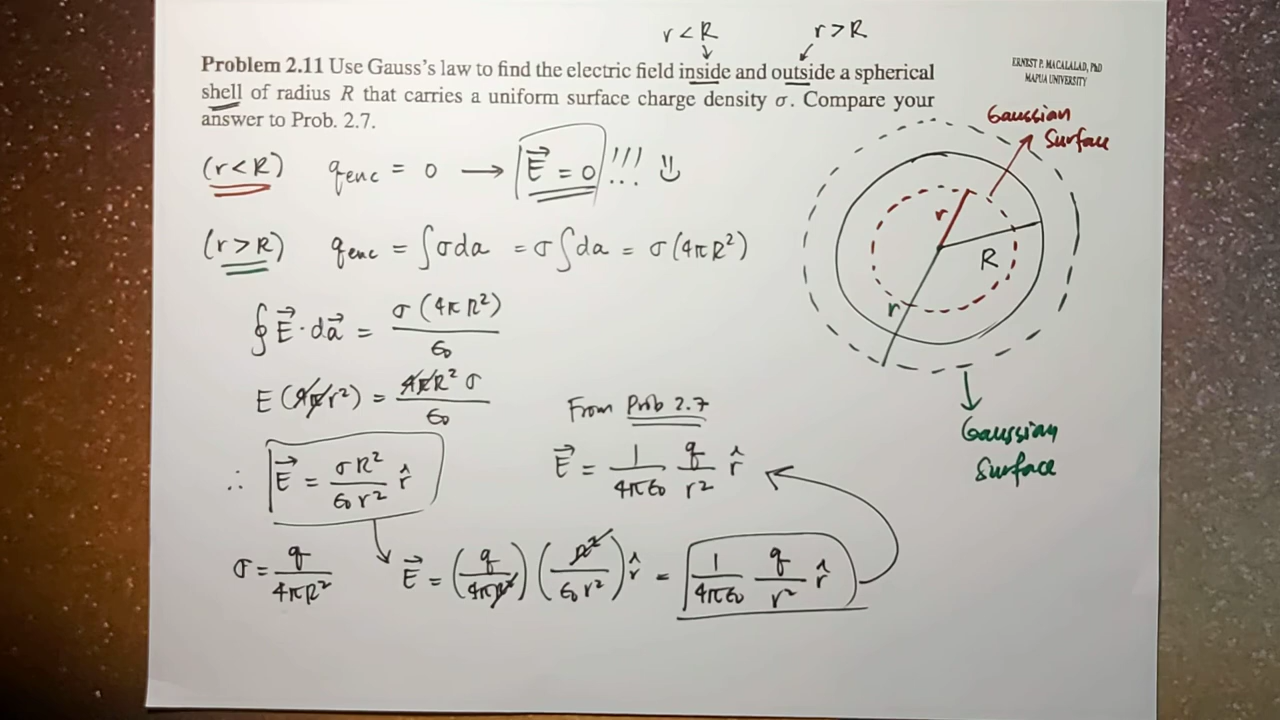 r < R r > R
Problem 2.11 Use Gauss's law to find the electric field inside and outside a spherical
shell of radius R that carries a uniform surface charge density σ. Compare your
answer to Prob. 2.7.
ERNEST P. MACALALAD, PhD
MAPUA UNIVERSITY
Gaussian
Surface
(r < R) q_enc = 0 → E⃗ = 0 !!!
(r > R) q_enc = ∫σda = σ∫da = σ(4πR²)
r
R
r
∮E⃗·da⃗ = σ(4πR²)/ε₀
E(4πr²) = 4πR²σ/ε₀
From Prob 2.7
Gaussian
Surface
∴ E⃗ = σR²/ε₀r² r̂
E⃗ = 1/4πε₀ q/r² r̂
σ = q/4πR² E⃗ = (q/4πR²)(R²/ε₀r²) r̂ = 1/4πε₀ q/r² r̂